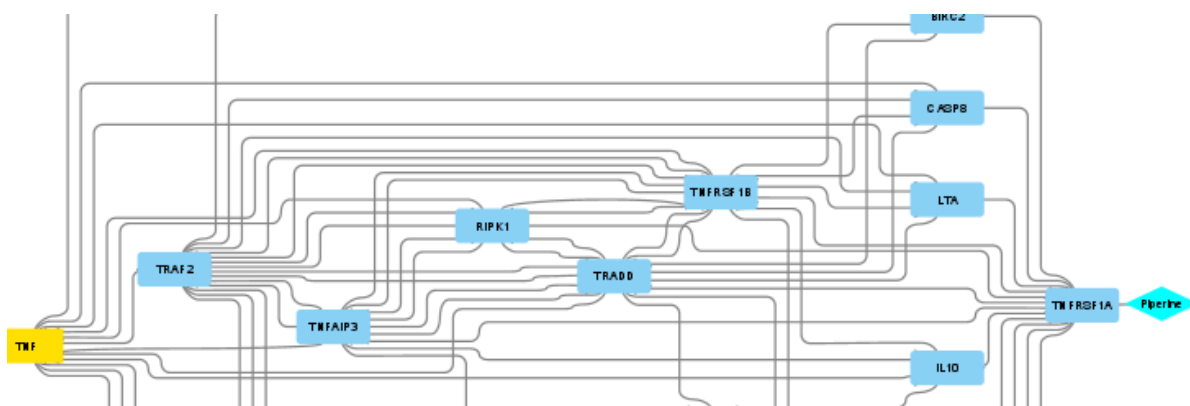 BIRC2
CASP8
TNFRSF1B
LTA
RIPK1
TRAF2
TRADD
TNFRSF1A
Piperine
TNFAIP3
TNF
IL10